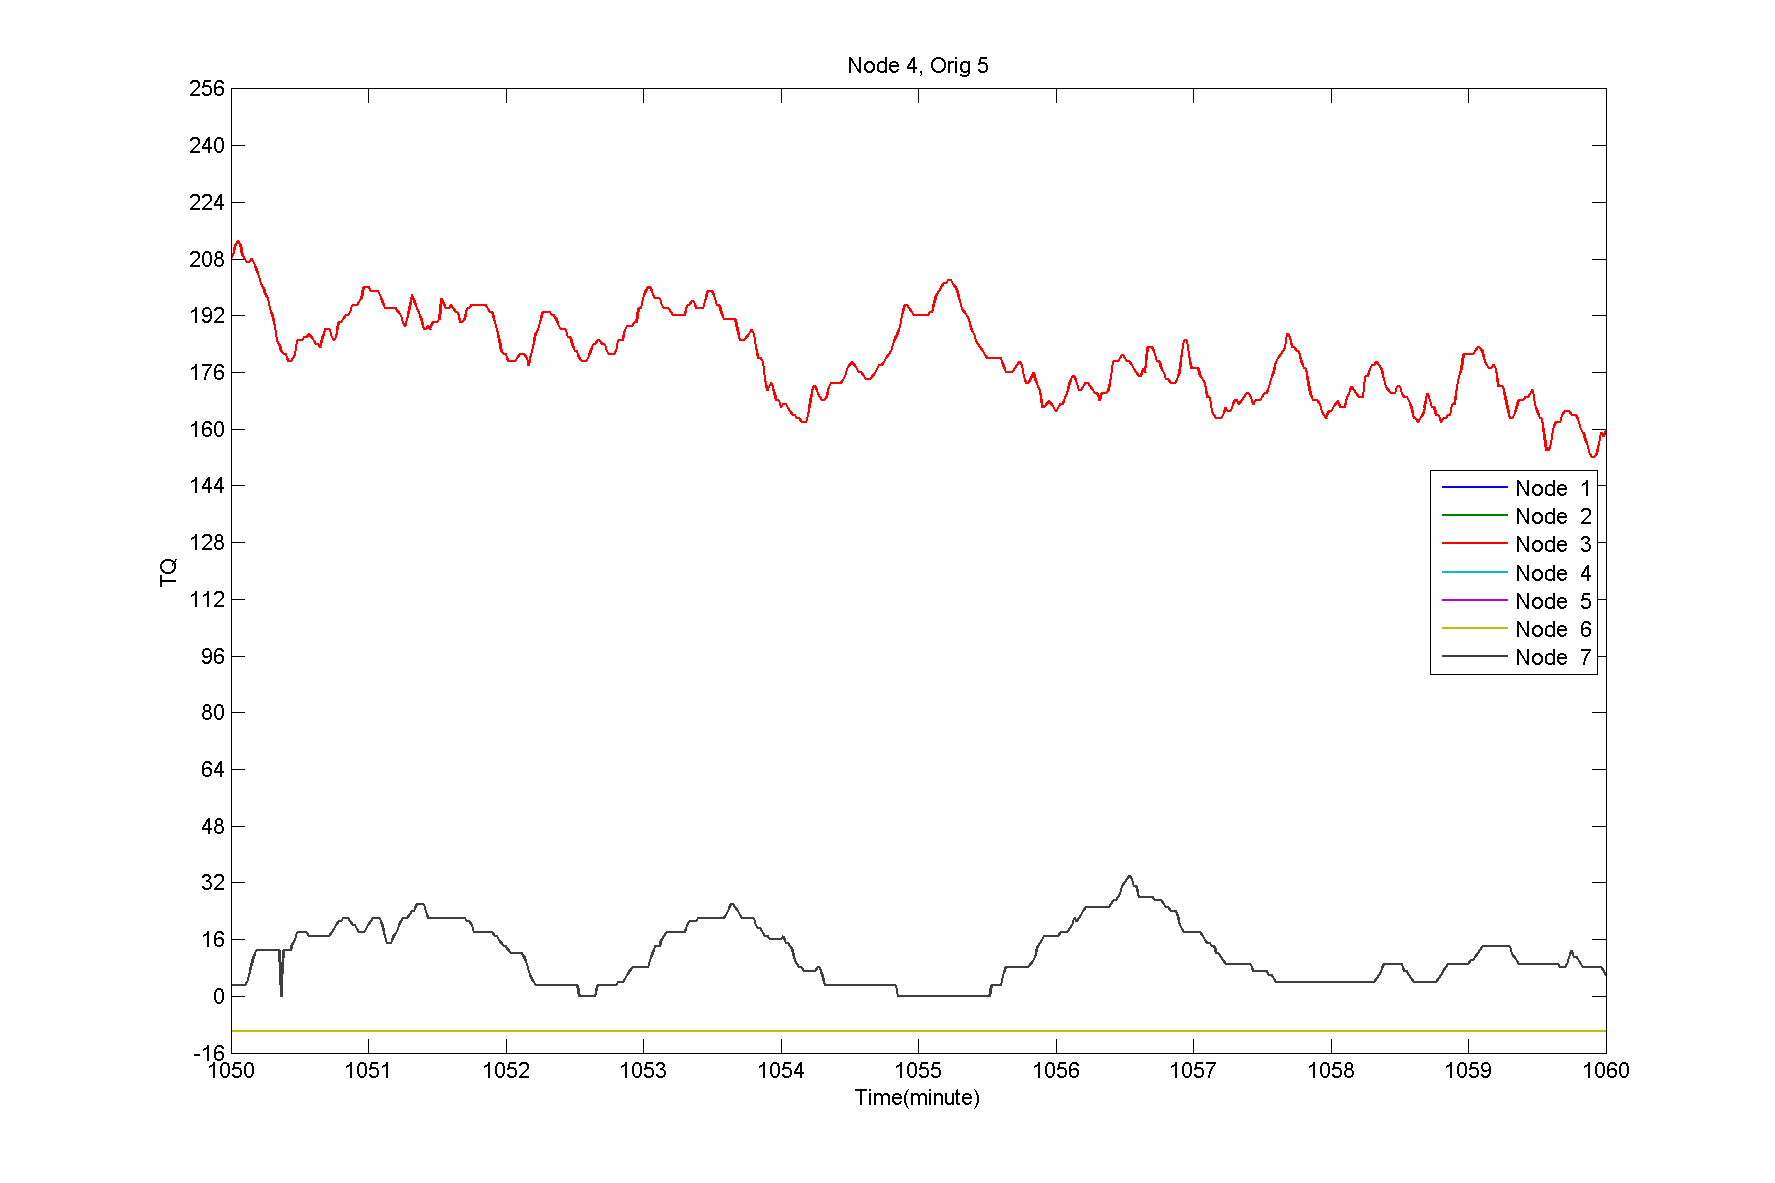 Node 4, Orig 5
256
240
224
208
192
176
160
144
128
112
96
80
64
48
32
16
0
-16
TQ
Node 1
Node 2
Node 3
Node 4
Node 5
Node 6
Node 7
1050 1051 1052 1053 1054 1055 1056 1057 1058 1059 1060
Time(minute)